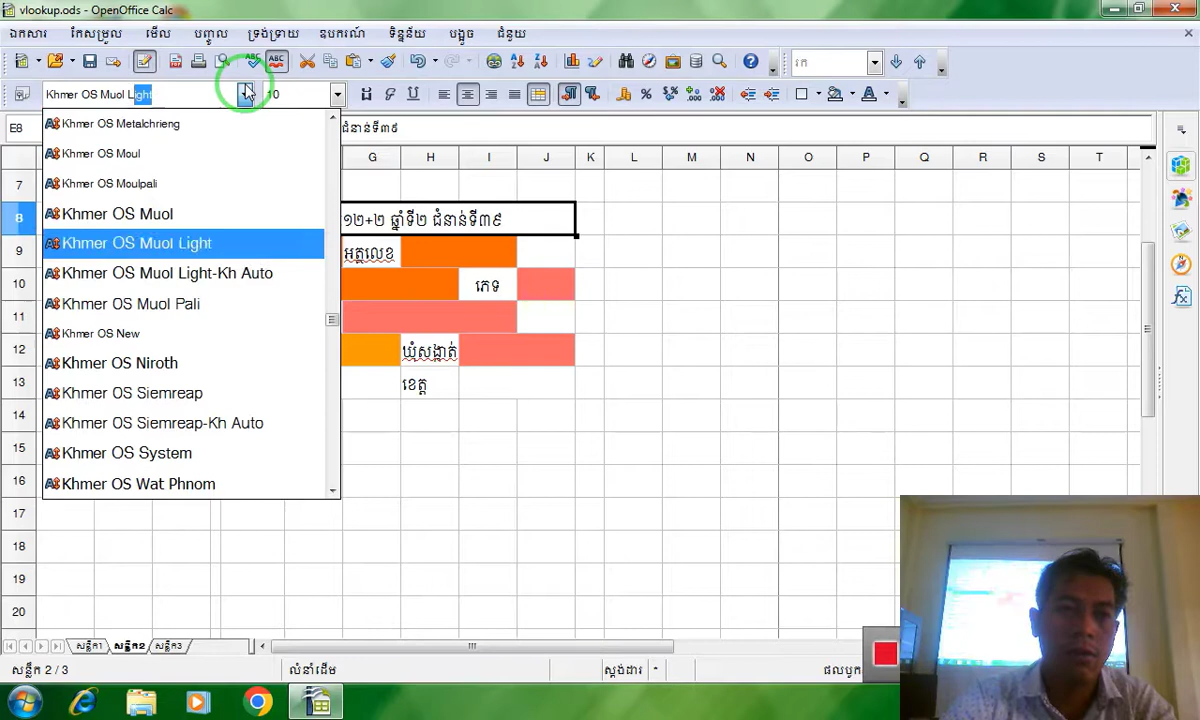 vlookup.ods - OpenOffice Calc
ឯកសារ កែសម្រួល មើល បញ្ចូល ទ្រង់ទ្រាយ ឧបករណ៍ ទិន្នន័យ បង្អួច ជំនួយ
រក
Khmer OS Muol Light 10
E8 ជំនាន់ទី៣៩
Khmer OS Metalchrieng
Khmer OS Moul
Khmer OS Moulpali
Khmer OS Muol
Khmer OS Muol Light
Khmer OS Muol Light-Kh Auto
Khmer OS Muol Pali
Khmer OS New
Khmer OS Niroth
Khmer OS Siemreap
Khmer OS Siemreap-Kh Auto
Khmer OS System
Khmer OS Wat Phnom
G H I J K L M N O P Q R S T
7
8 ១២+២ ឆ្នាំទី២ ជំនាន់ទី៣៩
9 អត្តលេខ
10 ភេទ
11
12 ឃុំសង្កាត់
13 ខេត្ត
14
15
16
17
18
19
20
សន្លឹក១ សន្លឹក២ សន្លឹក៣
សន្លឹក 2 / 3 លំនាំដើម ស្តង់ដារ * ផលបូក